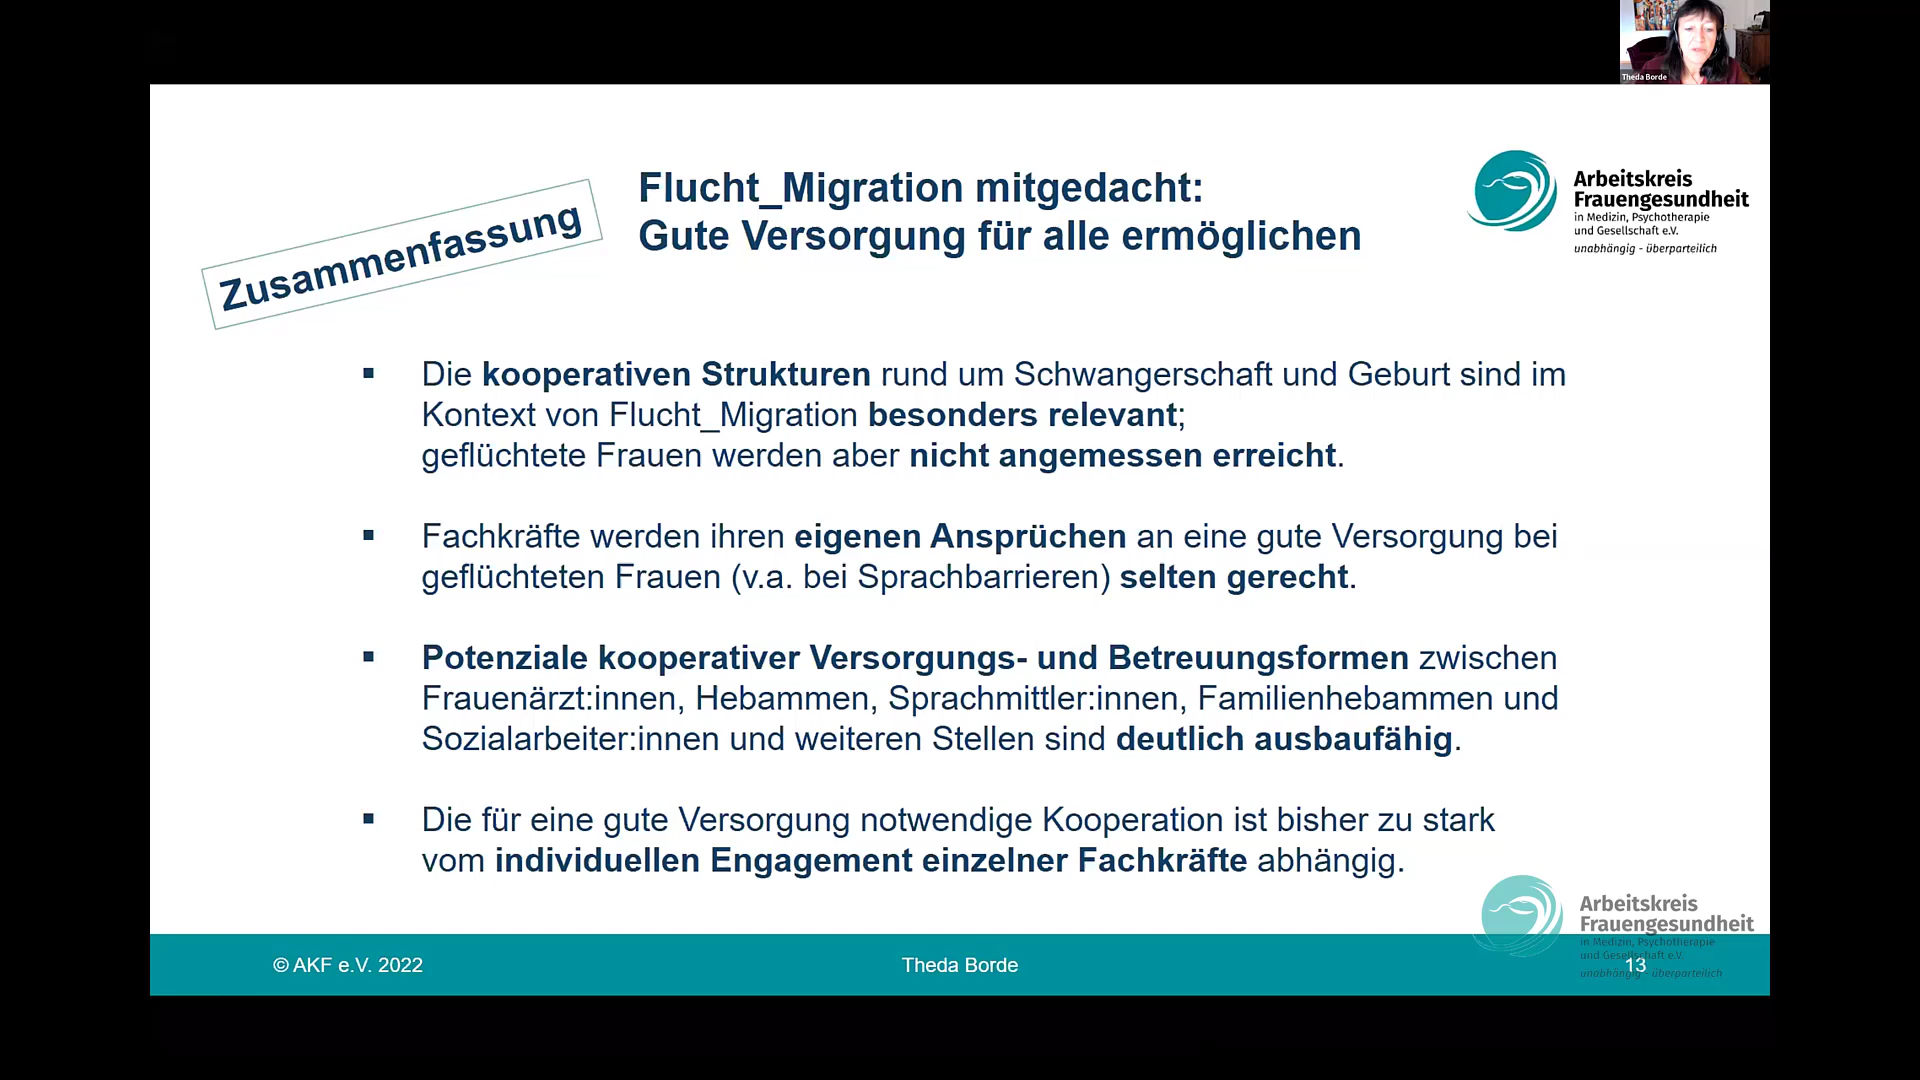 Theda Borde
Zusammenfassung
Flucht_Migration mitgedacht:
Gute Versorgung für alle ermöglichen
Arbeitskreis
Frauengesundheit
in Medizin, Psychotherapie
und Gesellschaft e.V.
unabhängig - überparteilich
▪ Die kooperativen Strukturen rund um Schwangerschaft und Geburt sind im
Kontext von Flucht_Migration besonders relevant;
geflüchtete Frauen werden aber nicht angemessen erreicht.
▪ Fachkräfte werden ihren eigenen Ansprüchen an eine gute Versorgung bei
geflüchteten Frauen (v.a. bei Sprachbarrieren) selten gerecht.
▪ Potenziale kooperativer Versorgungs- und Betreuungsformen zwischen
Frauenärzt:innen, Hebammen, Sprachmittler:innen, Familienhebammen und
Sozialarbeiter:innen und weiteren Stellen sind deutlich ausbaufähig.
▪ Die für eine gute Versorgung notwendige Kooperation ist bisher zu stark
vom individuellen Engagement einzelner Fachkräfte abhängig.
Arbeitskreis
Frauengesundheit
in Medizin, Psychotherapie
und Gesellschaft e.V.
unabhängig - überparteilich
© AKF e.V. 2022
Theda Borde
13